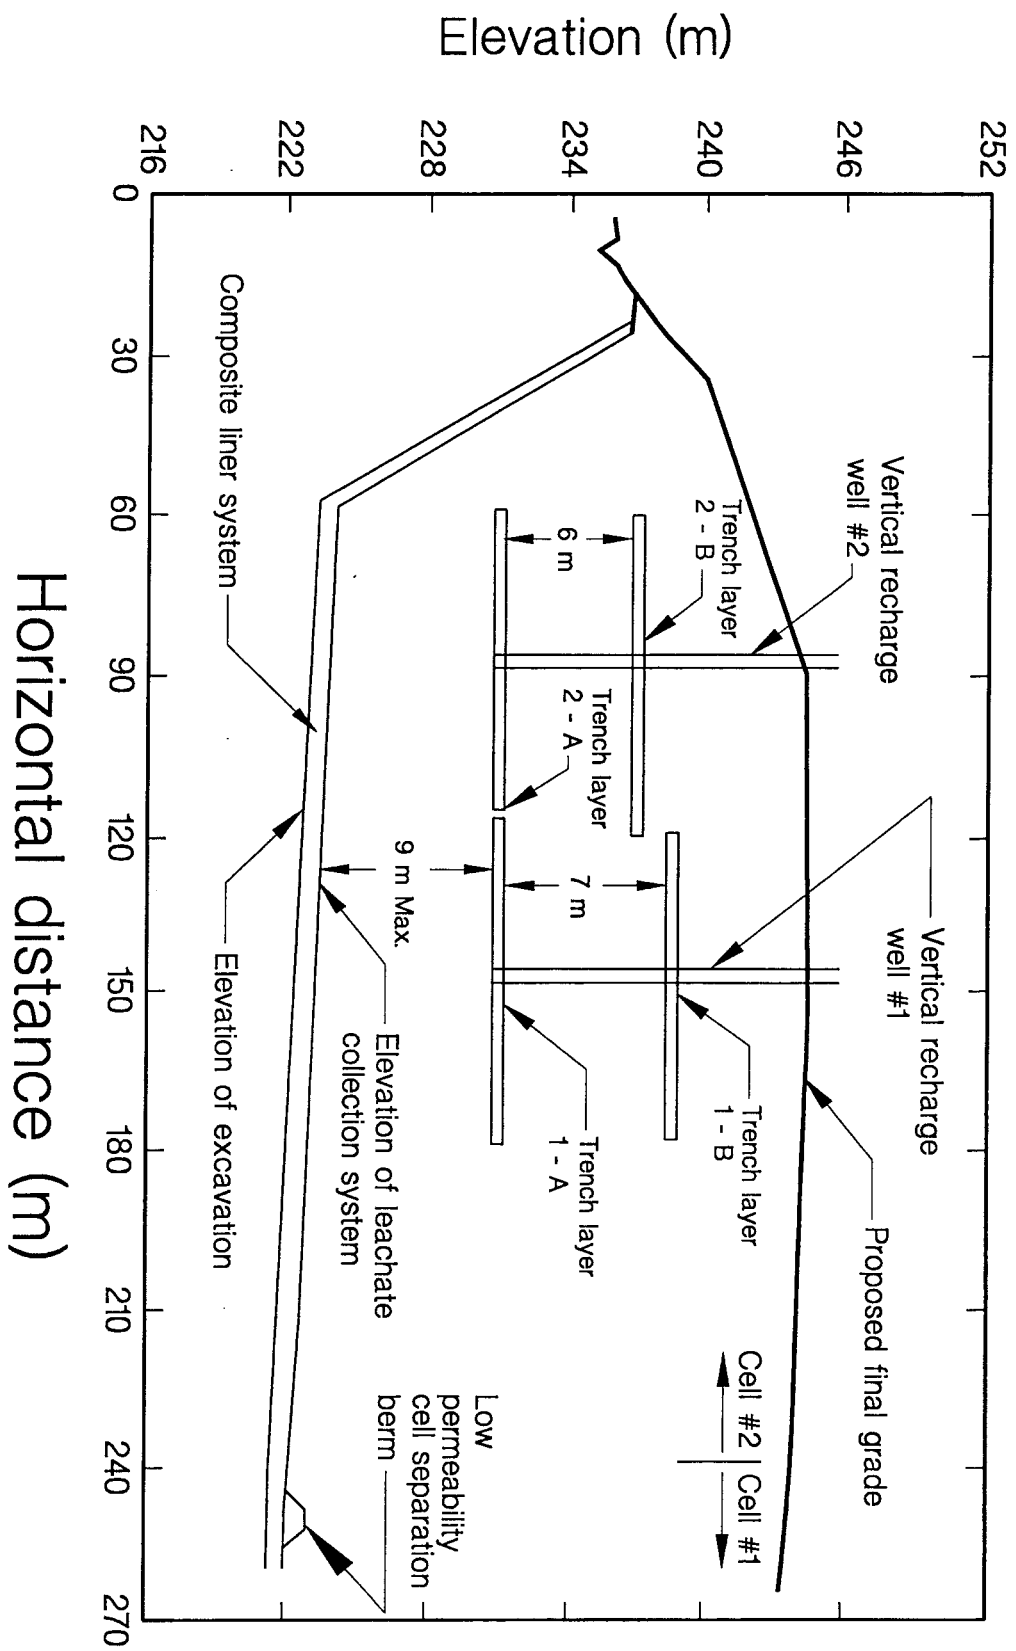 Elevation (m)
252
246
240
234
228
222
216
0
30
60
90
120
150
180
210
240
270
Horizontal distance (m)
Vertical recharge
well #2
Vertical recharge
well #1
Proposed final grade
Cell #2
Cell #1
Trench layer
2 - B
Trench layer
1 - B
6 m
7 m
Trench layer
2 - A
Trench layer
1 - A
9 m Max.
Low
permeability
cell separation
berm
Elevation of leachate
collection system
Composite liner system
Elevation of excavation